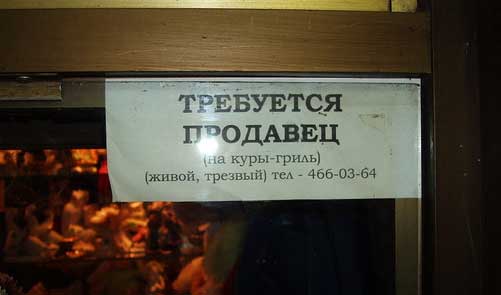 ТРЕБУЕТСЯ
ПРОДАВЕЦ
(на куры-гриль)
(живой, трезвый) тел - 466-03-64